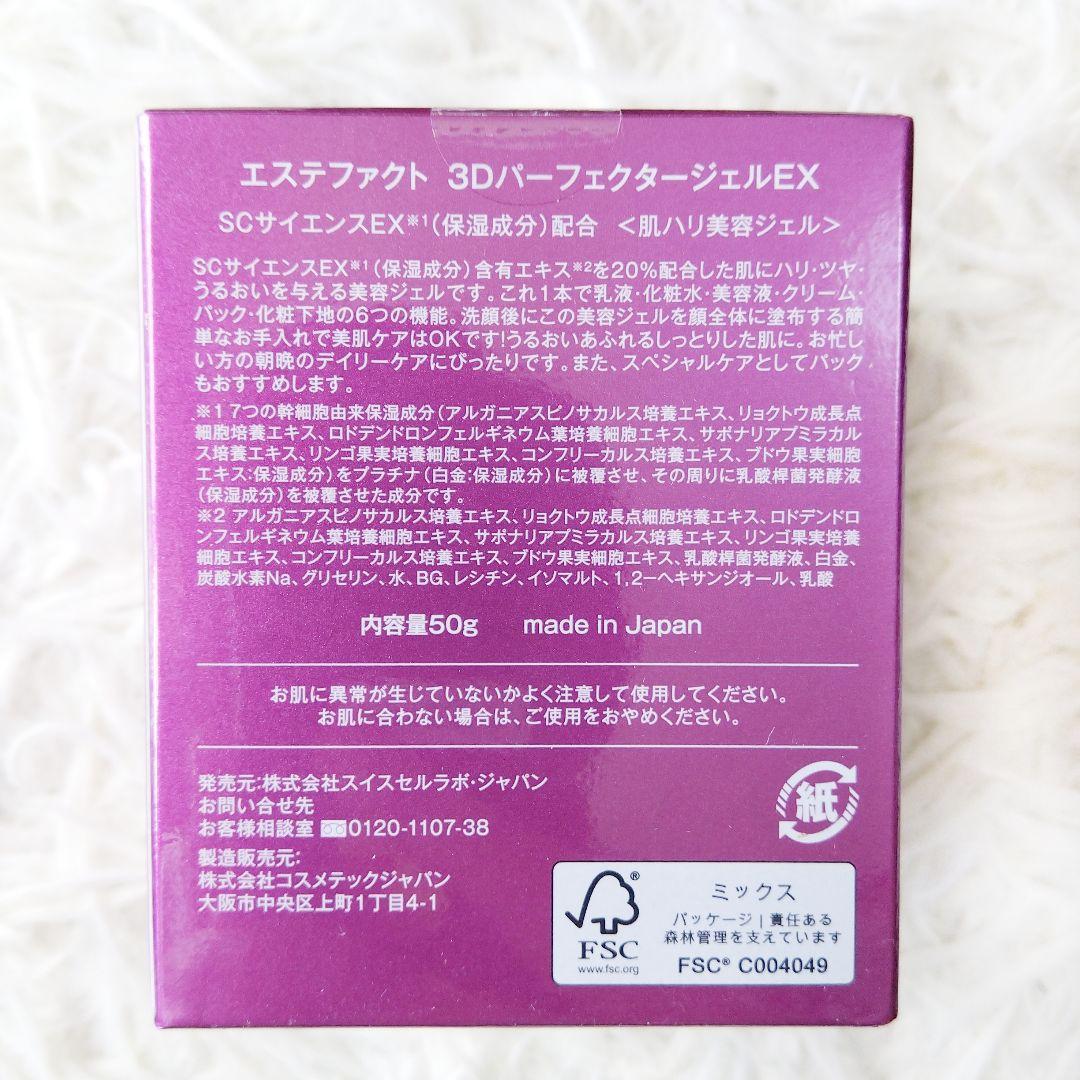 エステファクト 3DパーフェクタージェルEX
SCサイエンスEX※1(保湿成分)配合 <肌ハリ美容ジェル>
SCサイエンスEX※1(保湿成分)含有エキス※2を20%配合した肌にハリ・ツヤ・
うるおいを与える美容ジェルです。これ1本で乳液・化粧水・美容液・クリーム・
パック・化粧下地の6つの機能。洗顔後にこの美容ジェルを顔全体に塗布する簡
単なお手入れで美肌ケアはOKです!うるおいあふれるしっとりした肌に。お忙し
い方の朝晩のデイリーケアにぴったりです。また、スペシャルケアとしてパック
もおすすめします。
※1 7つの幹細胞由来保湿成分(アルガニアスピノサカルス培養エキス、リョクトウ成長点
細胞培養エキス、ロドデンドロンフェルギネウム葉培養細胞エキス、サポナリアプミラカル
ス培養エキス、リンゴ果実培養細胞エキス、コンフリーカルス培養エキス、ブドウ果実細胞
エキス:保湿成分)をプラチナ(白金:保湿成分)に被覆させ、その周りに乳酸桿菌発酵液
(保湿成分)を被覆させた成分です。
※2 アルガニアスピノサカルス培養エキス、リョクトウ成長点細胞培養エキス、ロドデンドロ
ンフェルギネウム葉培養細胞エキス、サポナリアプミラカルス培養エキス、リンゴ果実培養
細胞エキス、コンフリーカルス培養エキス、ブドウ果実細胞エキス、乳酸桿菌発酵液、白金、
炭酸水素Na、グリセリン、水、BG、レシチン、イソマルト、1,2-ヘキサンジオール、乳酸
内容量50g made in Japan
お肌に異常が生じていないかよく注意して使用してください。
お肌に合わない場合は、ご使用をおやめください。
発売元:株式会社スイスセルラボ・ジャパン
お問い合せ先
お客様相談室 0120-1107-38
製造販売元:
株式会社コスメテックジャパン
大阪市中央区上町1丁目4-1
紙
FSC®
www.fsc.org
ミックス
パッケージ|責任ある
森林管理を支えています
FSC® C004049